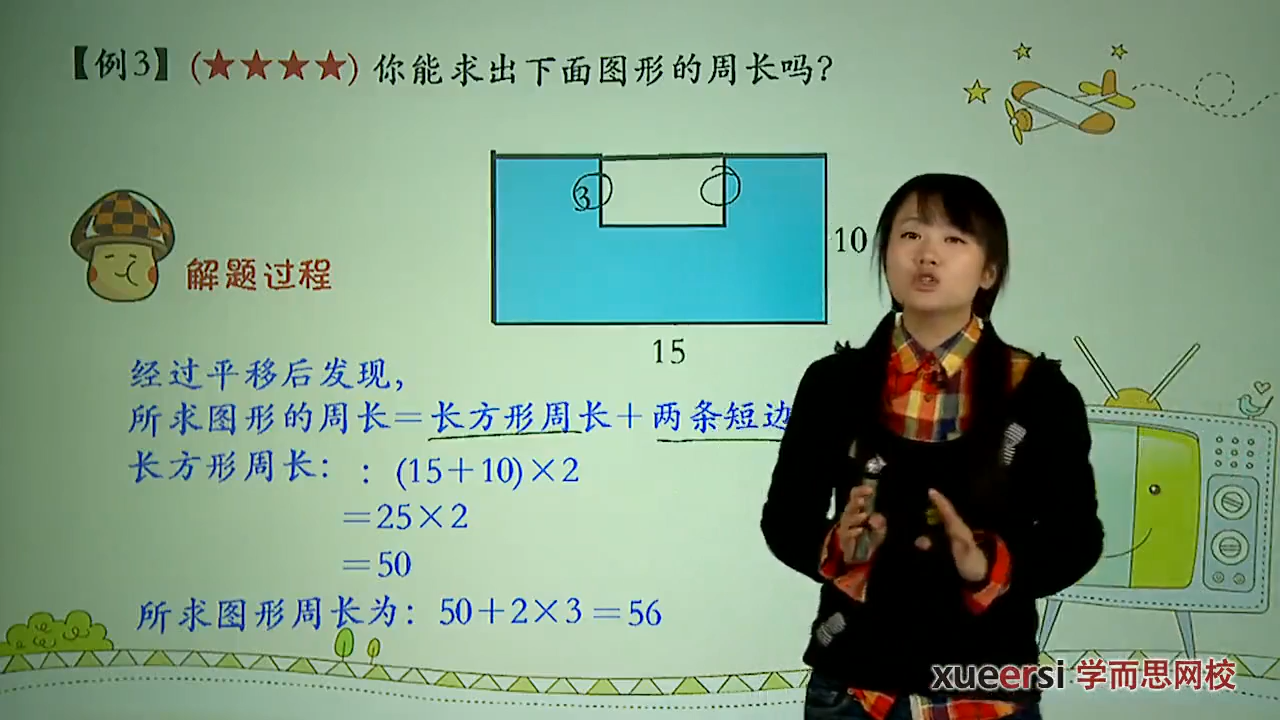 【例3】(★★★★) 你能求出下面图形的周长吗?
3
10
15
解题过程
经过平移后发现,
所求图形的周长=长方形周长+两条短边
长方形周长: : (15+10)×2
=25×2
=50
所求图形周长为: 50+2×3=56
xueersi 学而思网校